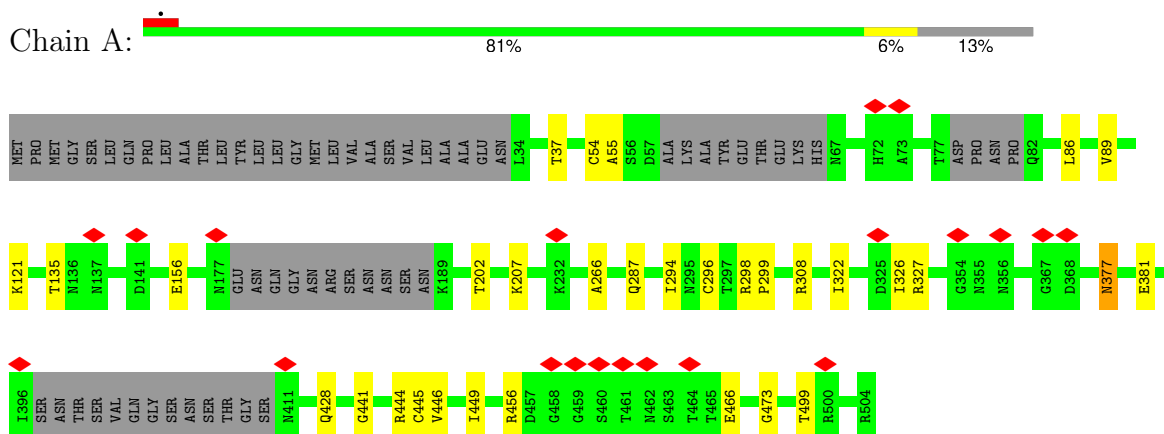 Chain A:
•
81% 6% 13%
MET PRO MET GLY SER LEU GLN PRO LEU ALA THR LEU TYR LEU LEU GLY MET LEU VAL ALA SER VAL LEU ALA ALA GLU ASN L34 T37 C54 A55 S56 D57 ALA LYS ALA TYR GLU THR GLU LYS HIS N67 H72 A73 T77 ASP PRO ASN PRO Q82 L86 V89
K121 T135 N136 N137 D141 E156 N177 GLU ASN GLN GLY ASN ARG SER ASN ASN SER ASN K189 T202 K207 K232 A266 Q287 I294 N295 C296 T297 R298 P299 R308 I322 D325 I326 R327 G354 N355 N356 G367 D368 N377 E381
I396 SER ASN THR SER VAL GLN GLY SER ASN SER THR GLY SER N411 Q428 G441 R444 C445 V446 I449 R456 D457 G458 G459 S460 T461 N462 S463 T464 T465 E466 G473 T499 R500 R504